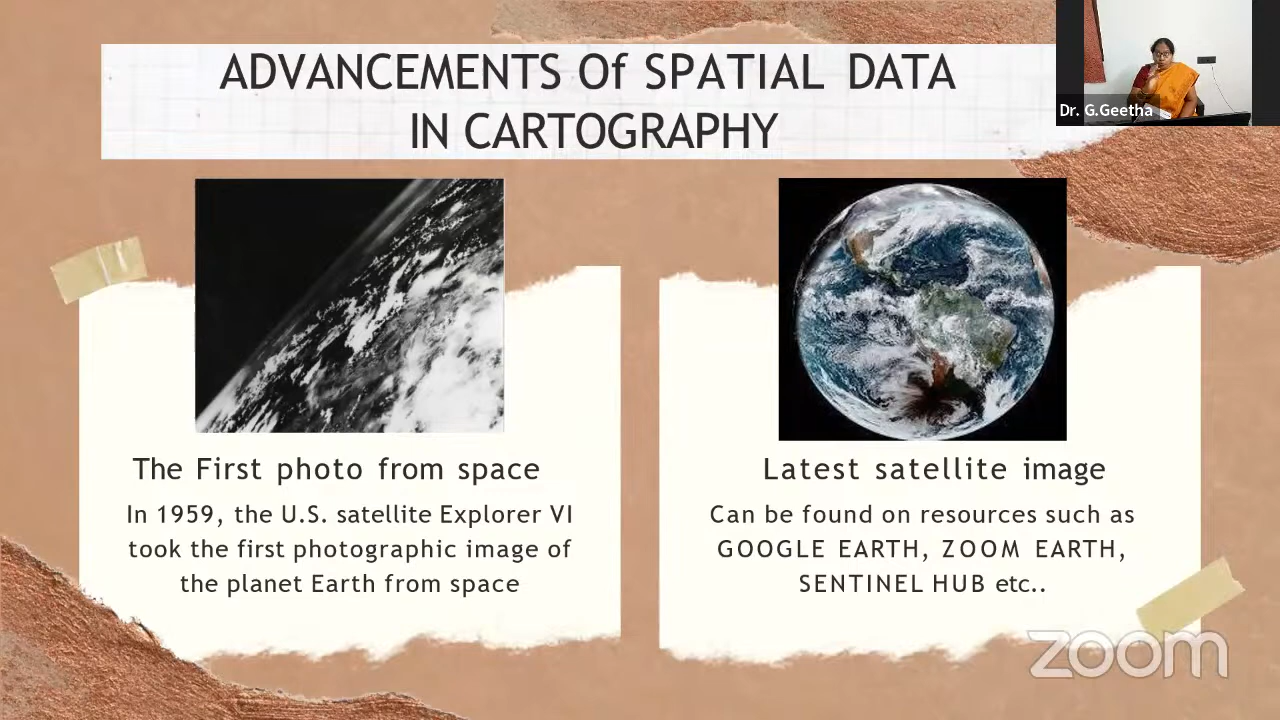 ADVANCEMENTS Of SPATIAL DATA
IN CARTOGRAPHY
Dr. G.Geetha
The First photo from space
In 1959, the U.S. satellite Explorer VI
took the first photographic image of
the planet Earth from space
Latest satellite image
Can be found on resources such as
GOOGLE EARTH, ZOOM EARTH,
SENTINEL HUB etc..
zoom